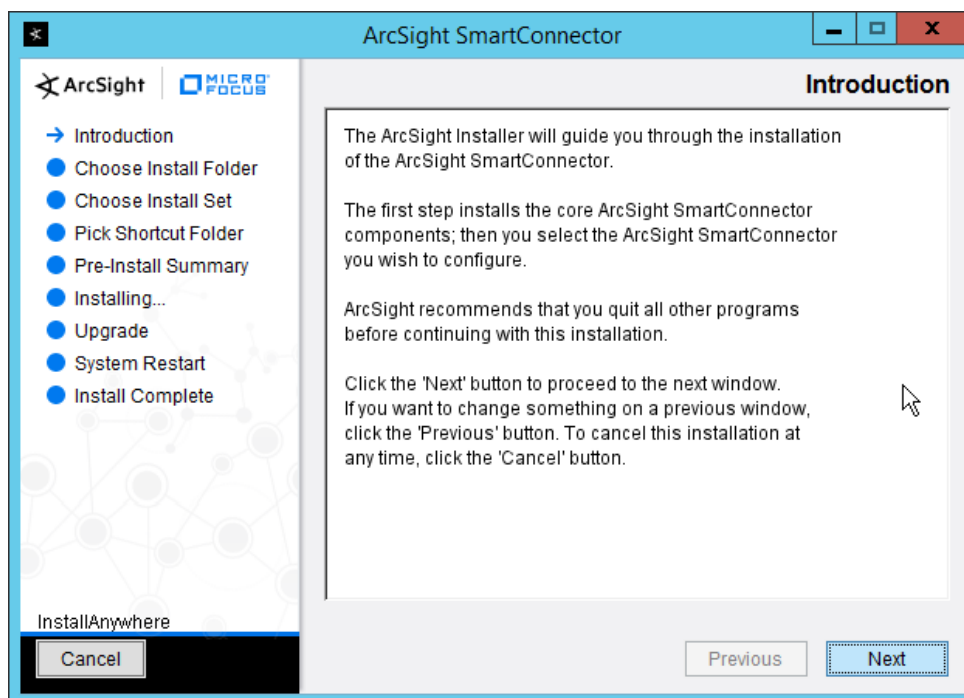 ArcSight SmartConnector
ArcSight
MICRO
FOCUS
Introduction
Introduction
Choose Install Folder
Choose Install Set
Pick Shortcut Folder
Pre-Install Summary
Installing...
Upgrade
System Restart
Install Complete
The ArcSight Installer will guide you through the installation
of the ArcSight SmartConnector.
The first step installs the core ArcSight SmartConnector
components; then you select the ArcSight SmartConnector
you wish to configure.
ArcSight recommends that you quit all other programs
before continuing with this installation.
Click the 'Next' button to proceed to the next window.
If you want to change something on a previous window,
click the 'Previous' button. To cancel this installation at
any time, click the 'Cancel' button.
InstallAnywhere
Cancel
Previous
Next